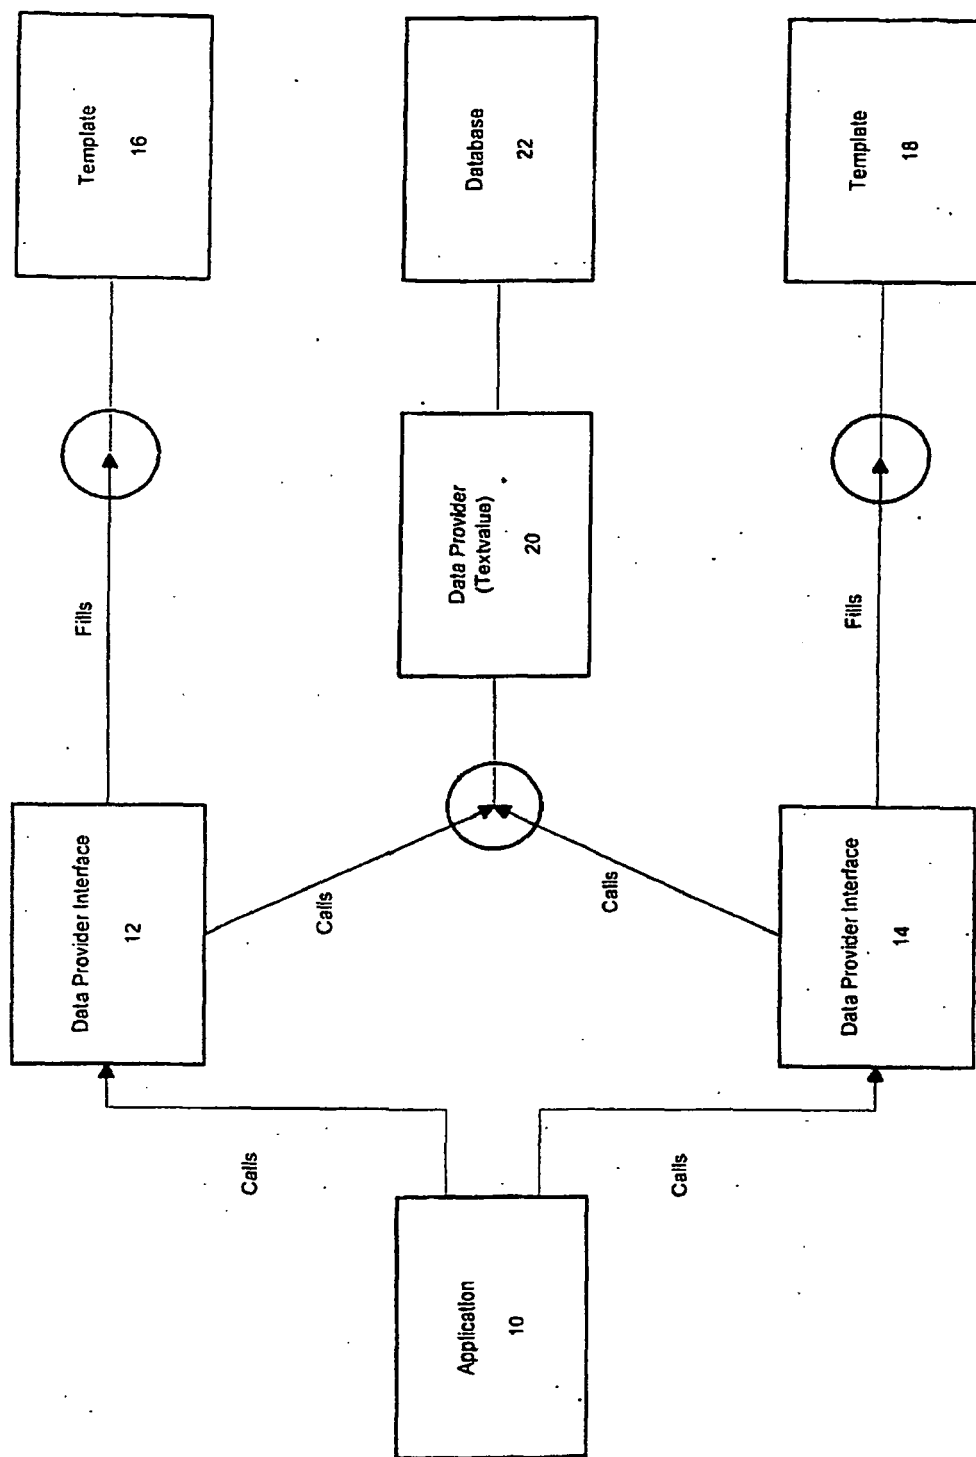 Template
16
Database
22
Template
18
Fills
Data Provider
(Textvalue)
20
Fills
Data Provider Interface
12
Calls
Calls
Data Provider Interface
14
Calls
Calls
Application
10